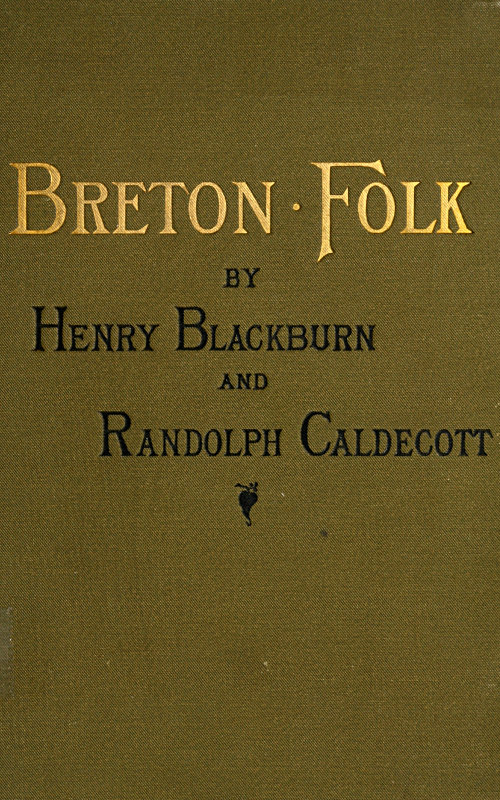 BRETON · FOLK
BY
HENRY BLACKBURN
AND
RANDOLPH CALDECOTT